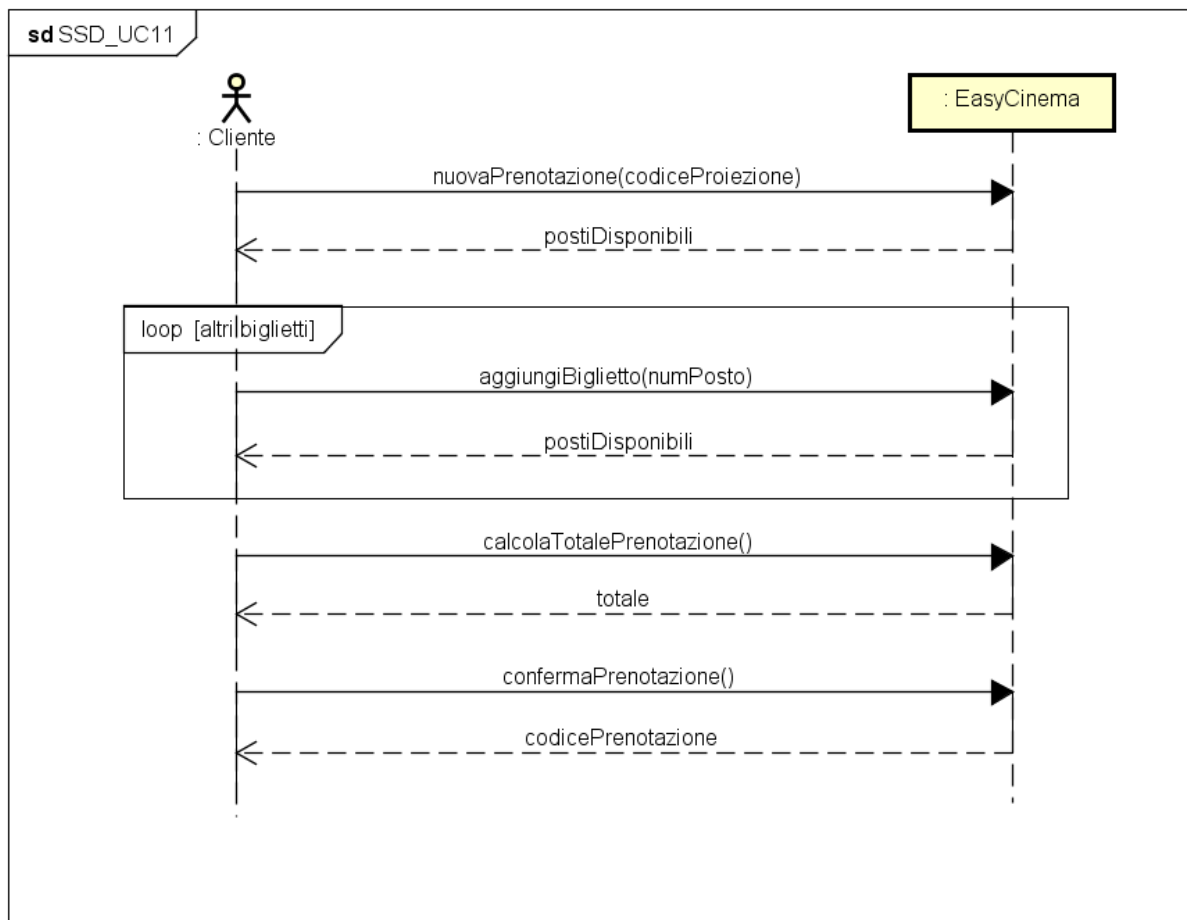 sd SSD_UC11
: EasyCinema
: Cliente
nuovaPrenotazione(codiceProiezione)
postiDisponibili
loop [altri biglietti]
aggiungiBiglietto(numPosto)
postiDisponibili
calcolaTotalePrenotazione()
totale
confermaPrenotazione()
codicePrenotazione